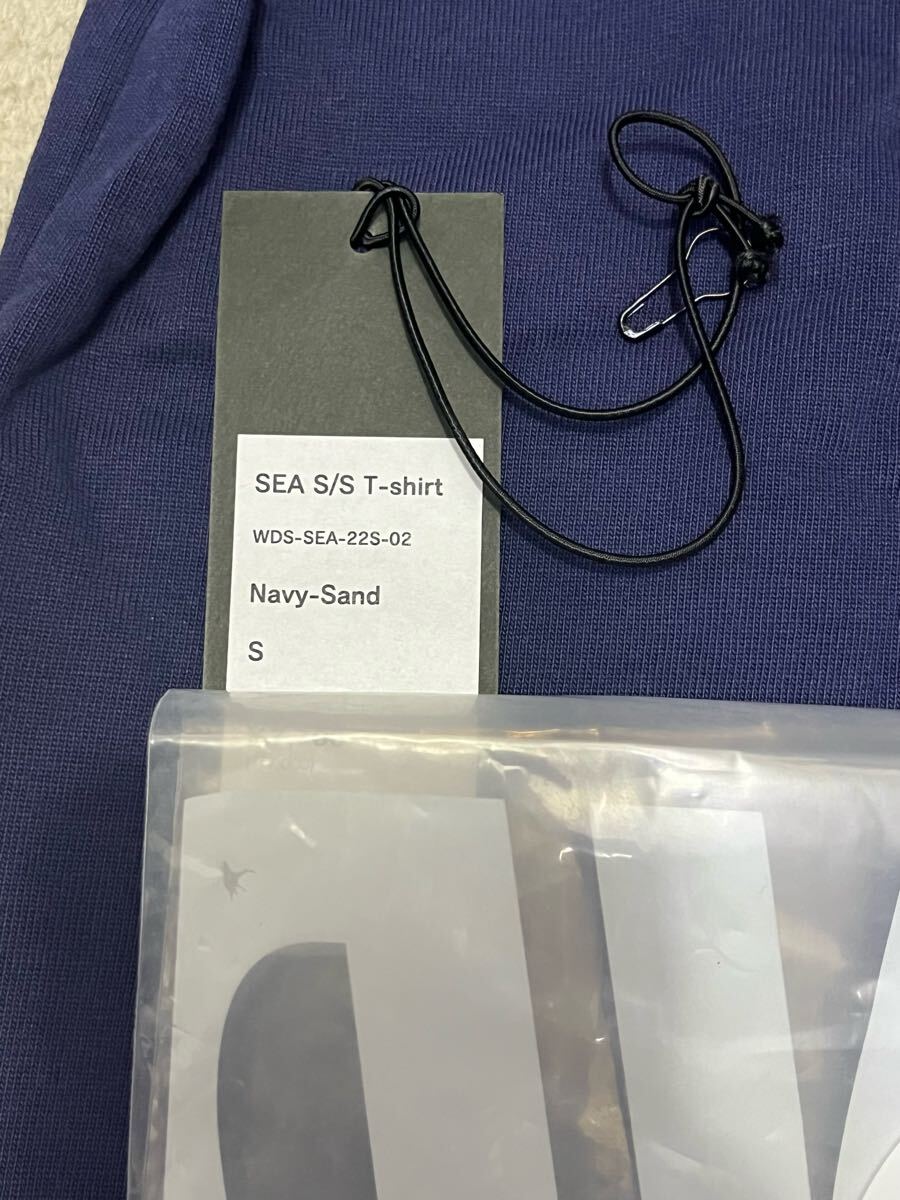 SEA S/S T-shirt
WDS-SEA-22S-02
Navy-Sand
S